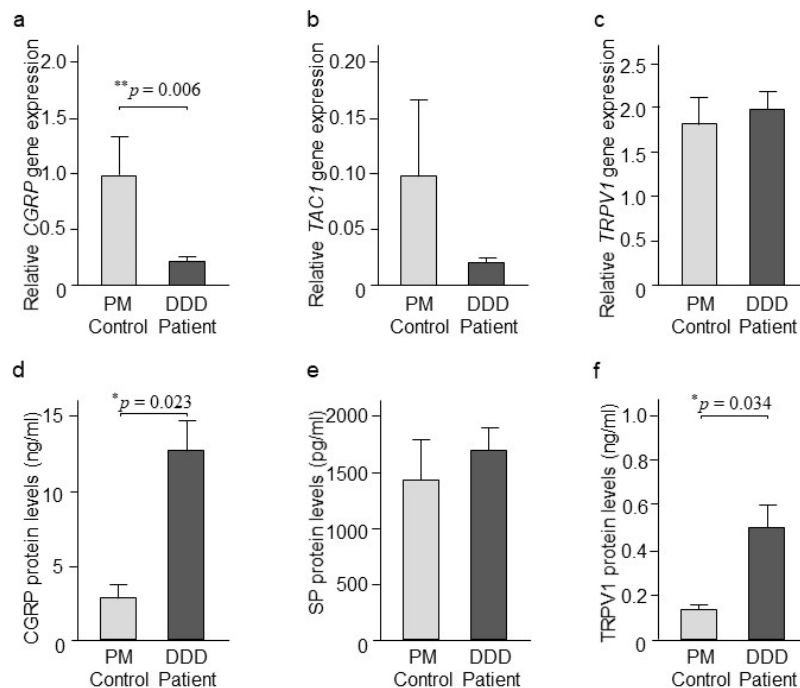 a
Relative CGRP gene expression
2.0
1.5
1.0
0.5
0
**p = 0.006
PM
Control
DDD
Patient
b
Relative TAC1 gene expression
0.20
0.15
0.10
0.05
0
PM
Control
DDD
Patient
c
Relative TRPV1 gene expression
2.5
2.0
1.5
1.0
0.5
0
PM
Control
DDD
Patient
d
CGRP protein levels (ng/ml)
15
10
5
0
*p = 0.023
PM
Control
DDD
Patient
e
SP protein levels (pg/ml)
2000
1500
1000
500
0
PM
Control
DDD
Patient
f
TRPV1 protein levels (ng/ml)
1.0
0.8
0.6
0.4
0.2
0
*p = 0.034
PM
Control
DDD
Patient